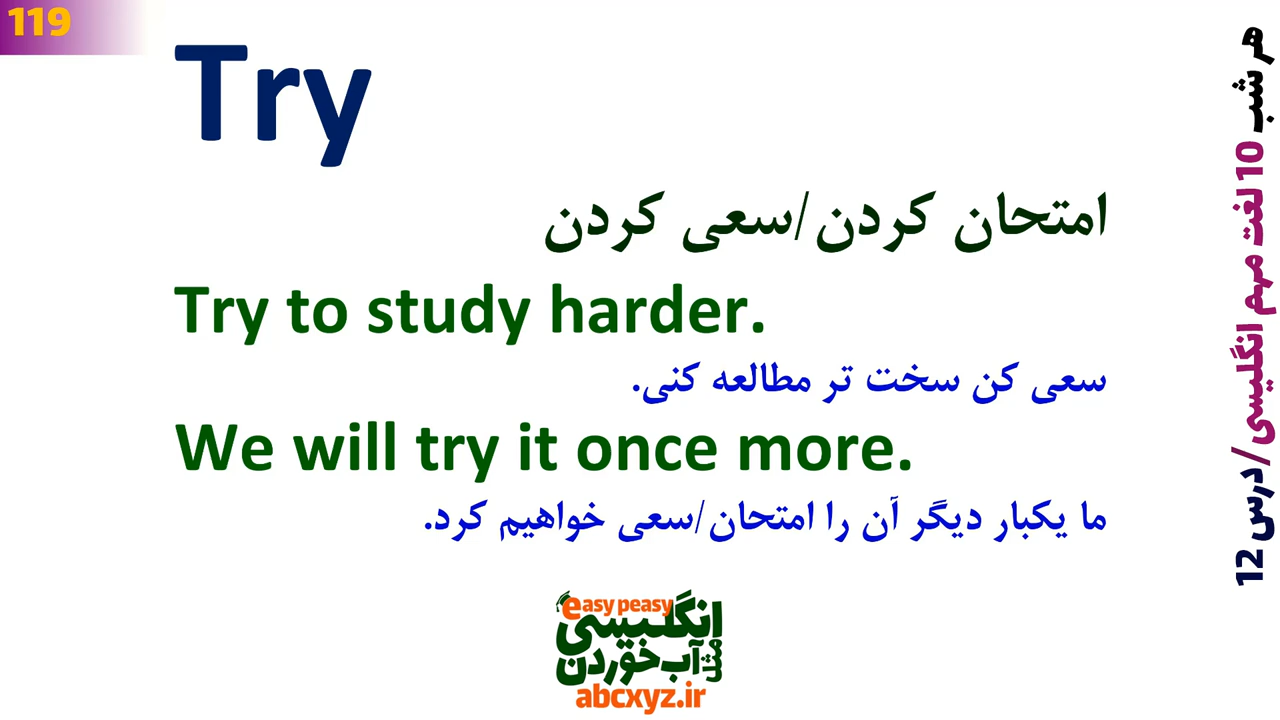 119
Try
امتحان کردن/سعی کردن
Try to study harder.
سعی کن سخت تر مطالعه کنی.
We will try it once more.
ما یکبار دیگر آن را امتحان/سعی خواهیم کرد.
هر شب 10 لغت مهم انگلیسی/درس 12
easy peasy
انگلیسی
مثل آب خوردن
abcxyz.ir